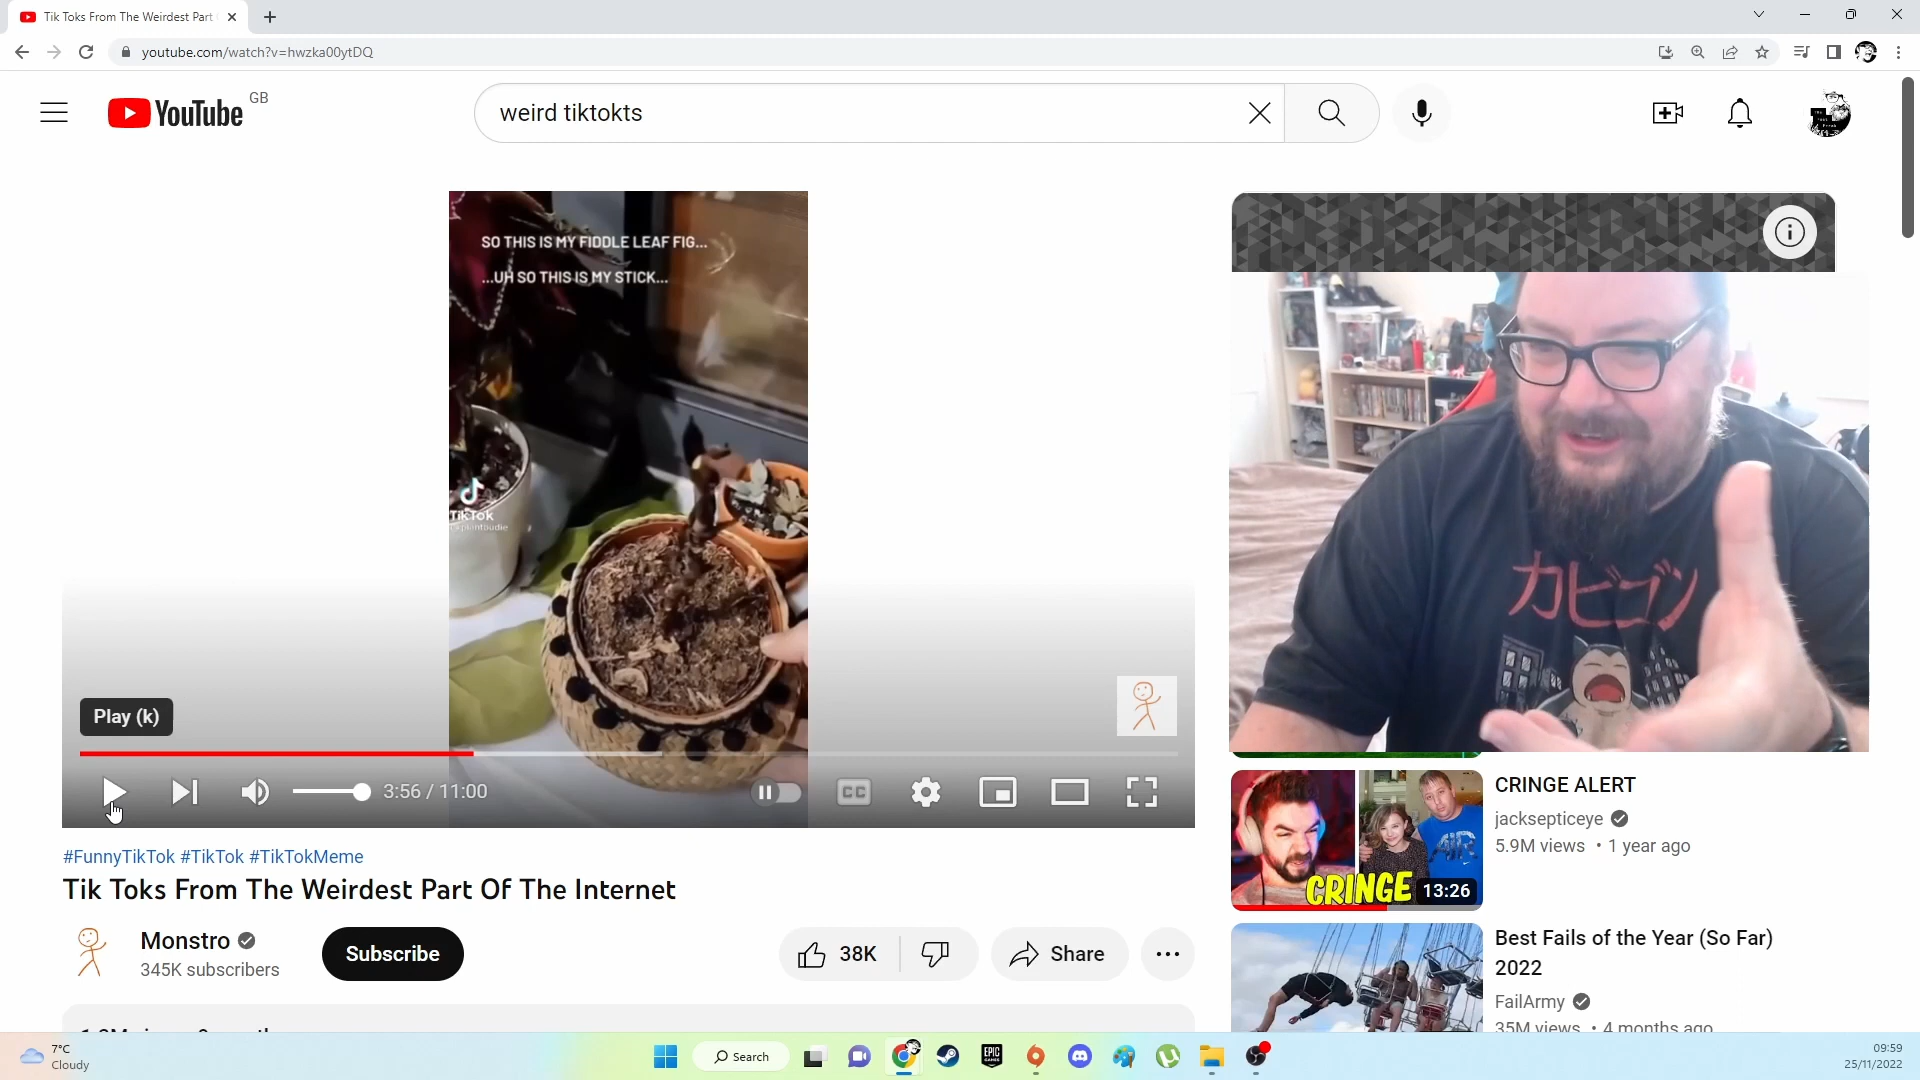 Tik Toks From The Weirdest Part
youtube.com/watch?v=hwzka00ytDQ
YouTube GB
weird tiktokts
SO THIS IS MY FIDDLE LEAF FIG...
...UH SO THIS IS MY STICK...
TikTok
カビゴン
Play (k)
3:56 / 11:00
CC
#FunnyTikTok #TikTok #TikTokMeme
Tik Toks From The Weirdest Part Of The Internet
Monstro
345K subscribers
Subscribe
38K
Share
CRINGE
13:26
CRINGE ALERT
jacksepticeye
5.9M views • 1 year ago
Best Fails of the Year (So Far)
2022
FailArmy
35M views • 4 months ago
7°C
Cloudy
Search
EPIC GAMES
09:59
25/11/2022